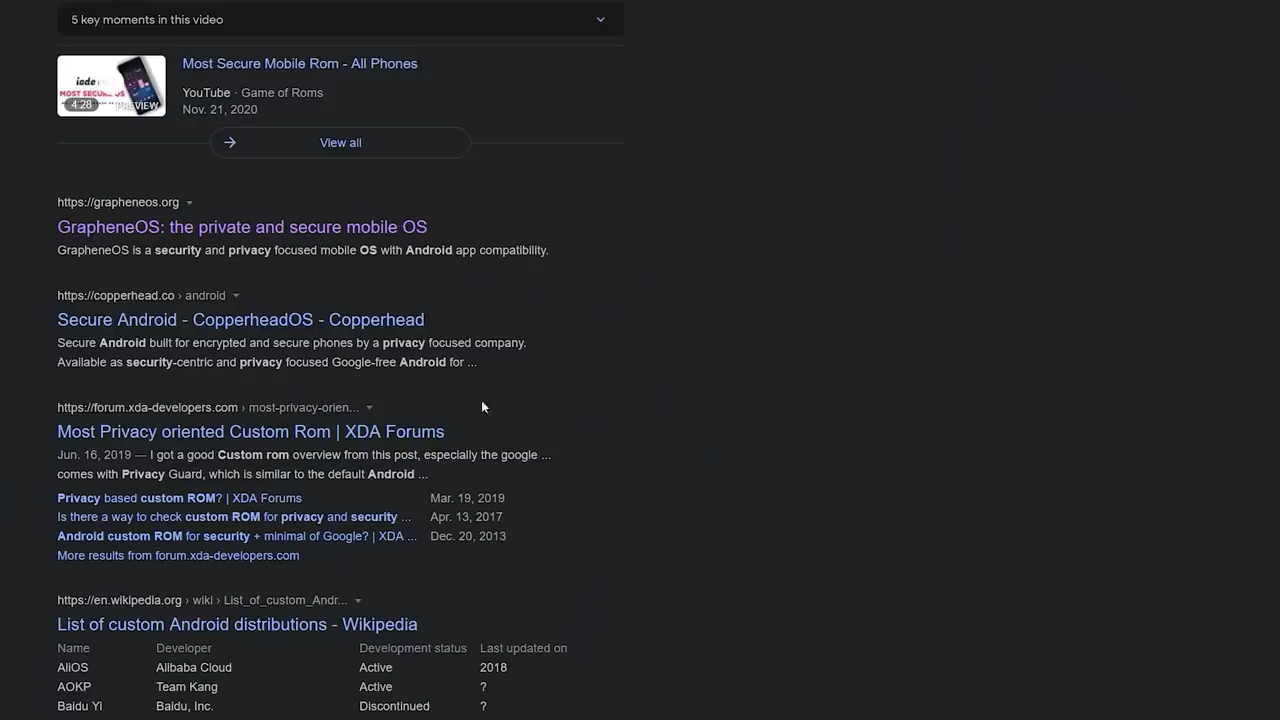 5 key moments in this video
iode
MOST SECURE OS
4:28
PREVIEW
Most Secure Mobile Rom - All Phones
YouTube · Game of Roms
Nov. 21, 2020
View all
https://grapheneos.org
GrapheneOS: the private and secure mobile OS
GrapheneOS is a security and privacy focused mobile OS with Android app compatibility.
https://copperhead.co › android
Secure Android - CopperheadOS - Copperhead
Secure Android built for encrypted and secure phones by a privacy focused company.
Available as security-centric and privacy focused Google-free Android for ...
https://forum.xda-developers.com › most-privacy-orien...
Most Privacy oriented Custom Rom | XDA Forums
Jun. 16, 2019 — I got a good Custom rom overview from this post, especially the google ...
comes with Privacy Guard, which is similar to the default Android ...
Privacy based custom ROM? | XDA Forums Mar. 19, 2019
Is there a way to check custom ROM for privacy and security ... Apr. 13, 2017
Android custom ROM for security + minimal of Google? | XDA ... Dec. 20, 2013
More results from forum.xda-developers.com
https://en.wikipedia.org › wiki › List_of_custom_Andr...
List of custom Android distributions - Wikipedia
Name Developer Development status Last updated on
AliOS Alibaba Cloud Active 2018
AOKP Team Kang Active ?
Baidu Yi Baidu, Inc. Discontinued ?